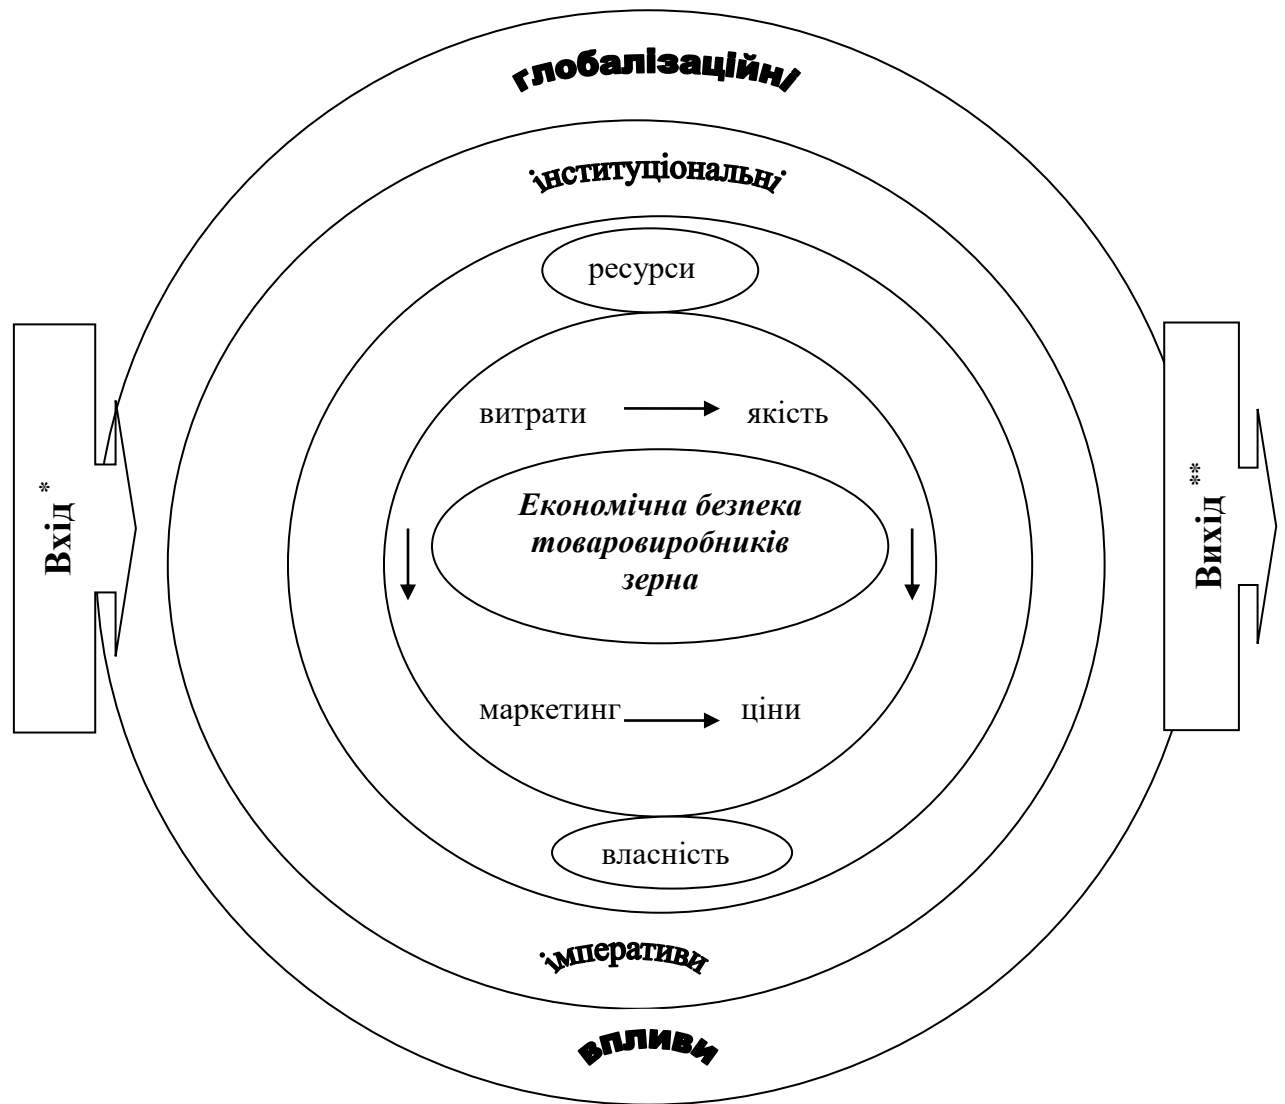 глобалізаційні
інституціональні
ресурси
витрати
якість
Вхід *
Економічна безпека
товаровиробників
зерна
Вихід **
маркетинг
ціни
власність
імперативи
впливи